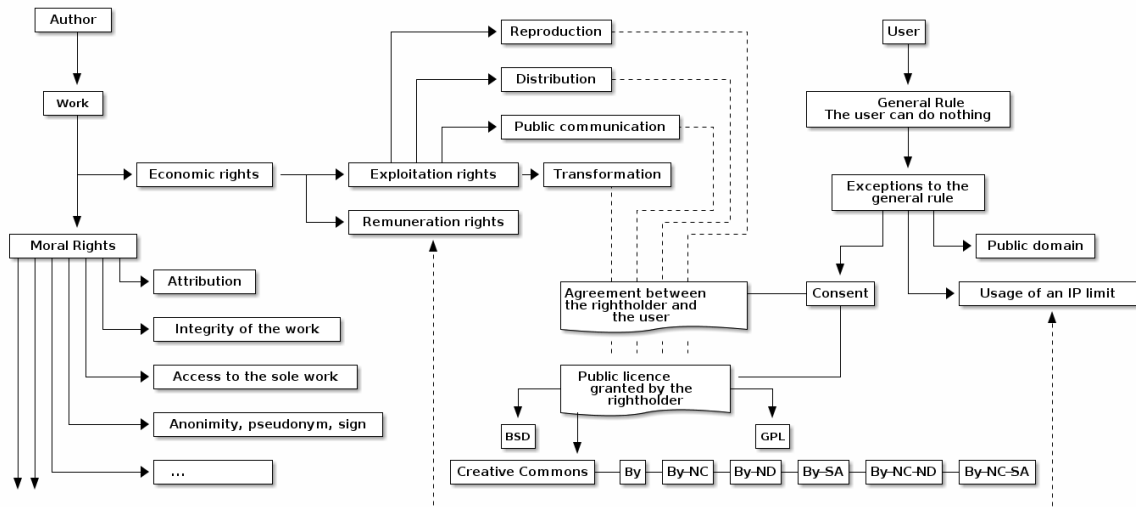 Author
Work
Economic rights
Moral Rights
Attribution
Integrity of the work
Access to the sole work
Anonimity, pseudonym, sign
...
Exploitation rights
Remuneration rights
Reproduction
Distribution
Public communication
Transformation
User
General Rule
The user can do nothing
Exceptions to the
general rule
Public domain
Consent
Usage of an IP limit
Agreement between
the rightholder and
the user
Public licence
granted by the
rightholder
BSD
GPL
Creative Commons
By
By-NC
By-ND
By-SA
By-NC-ND
By-NC-SA